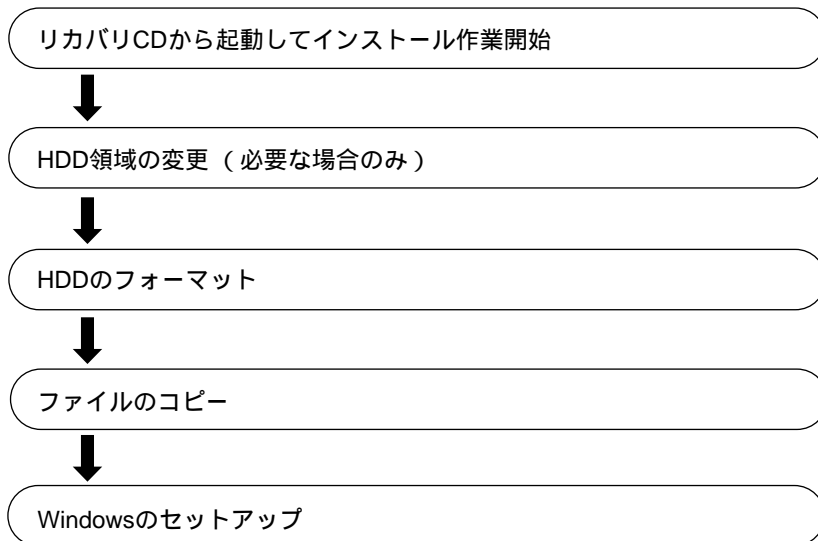 リカバリCDから起動してインストール作業開始
HDD領域の変更 （必要な場合のみ）
HDDのフォーマット
ファイルのコピー
Windowsのセットアップ